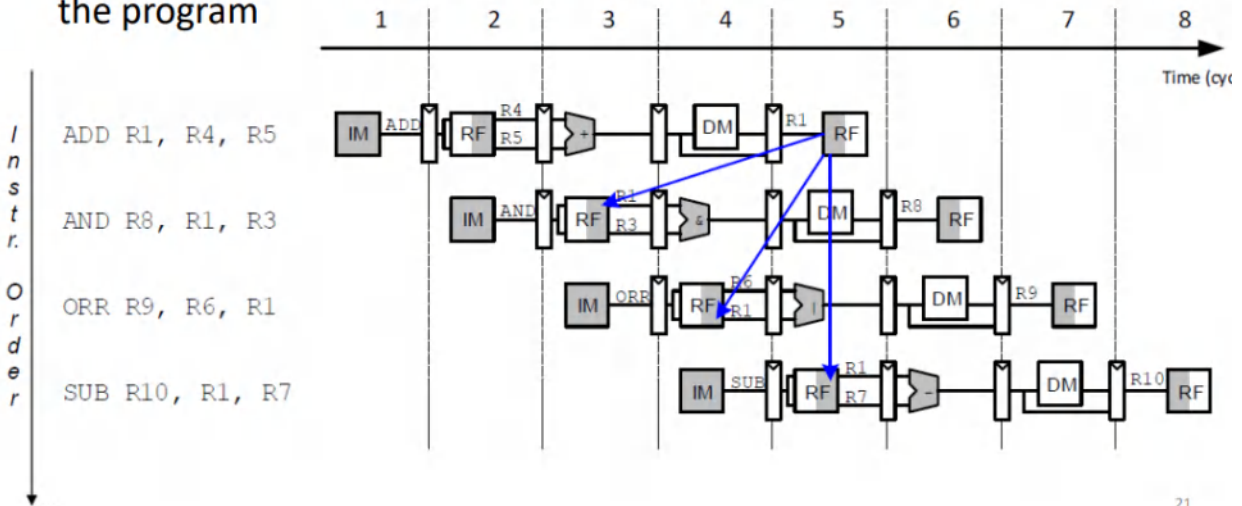 the program
1 2 3 4 5 6 7 8
Time (cyc
Instr. Order
ADD R1, R4, R5
IM ADD RF R4 R5 + DM R1 RF
AND R8, R1, R3
IM AND RF R1 R3 & DM R8 RF
ORR R9, R6, R1
IM ORR RF R6 R1 | DM R9 RF
SUB R10, R1, R7
IM SUB RF R1 R7 - DM R10 RF
21